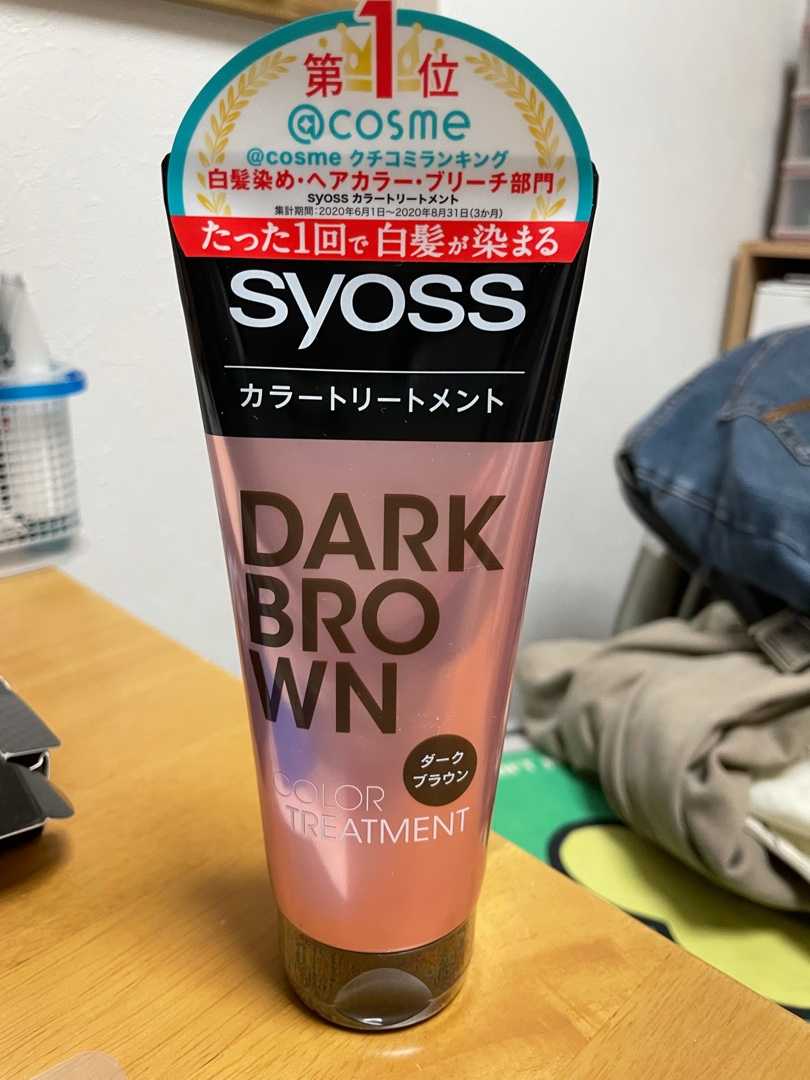 第1位
@cosme
@cosme クチコミランキング
白髪染め・ヘアカラー・ブリーチ部門
syoss カラートリートメント
集計期間:2020年6月1日～2020年8月31日(3か月)
たった1回で白髪が染まる
syoss
カラートリートメント
DARK
BRO
WN
ダーク
ブラウン
COLOR
TREATMENT